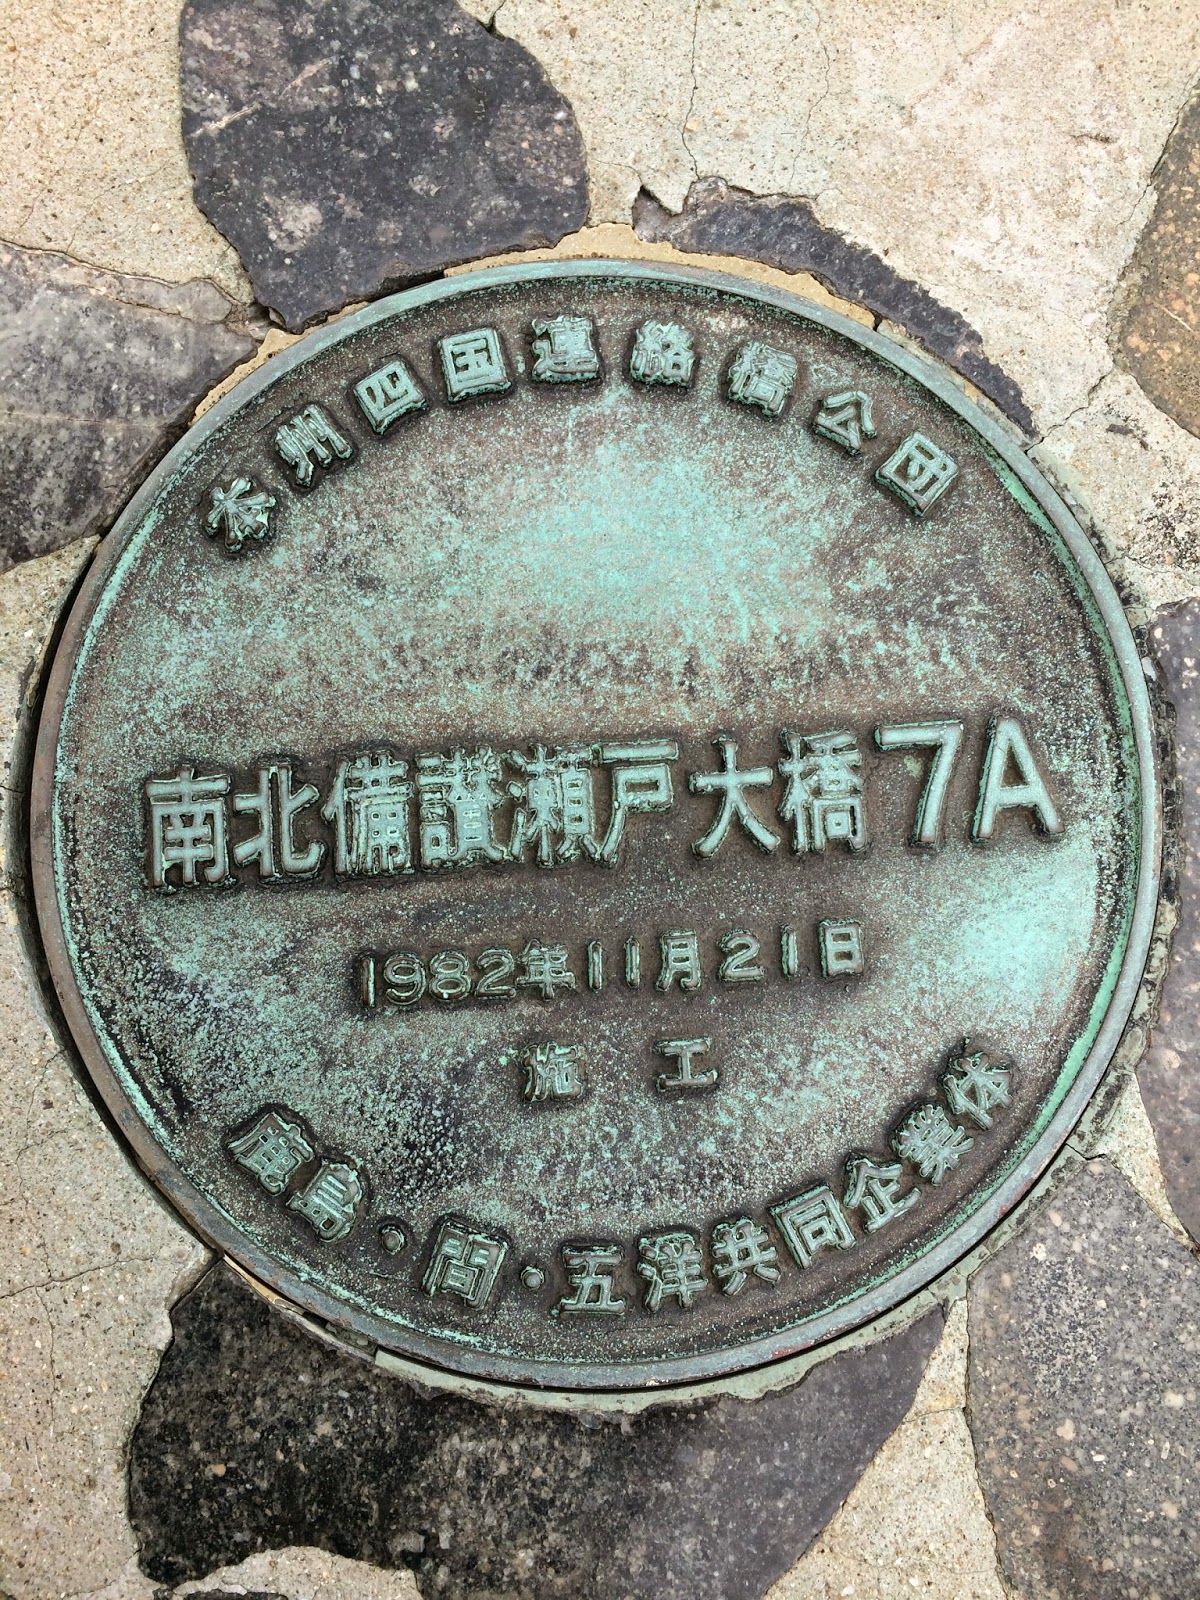 本州四国連絡橋公団
南北備讃瀬戸大橋7A
1982年11月21日
施工
鹿島・間・五洋共同企業体